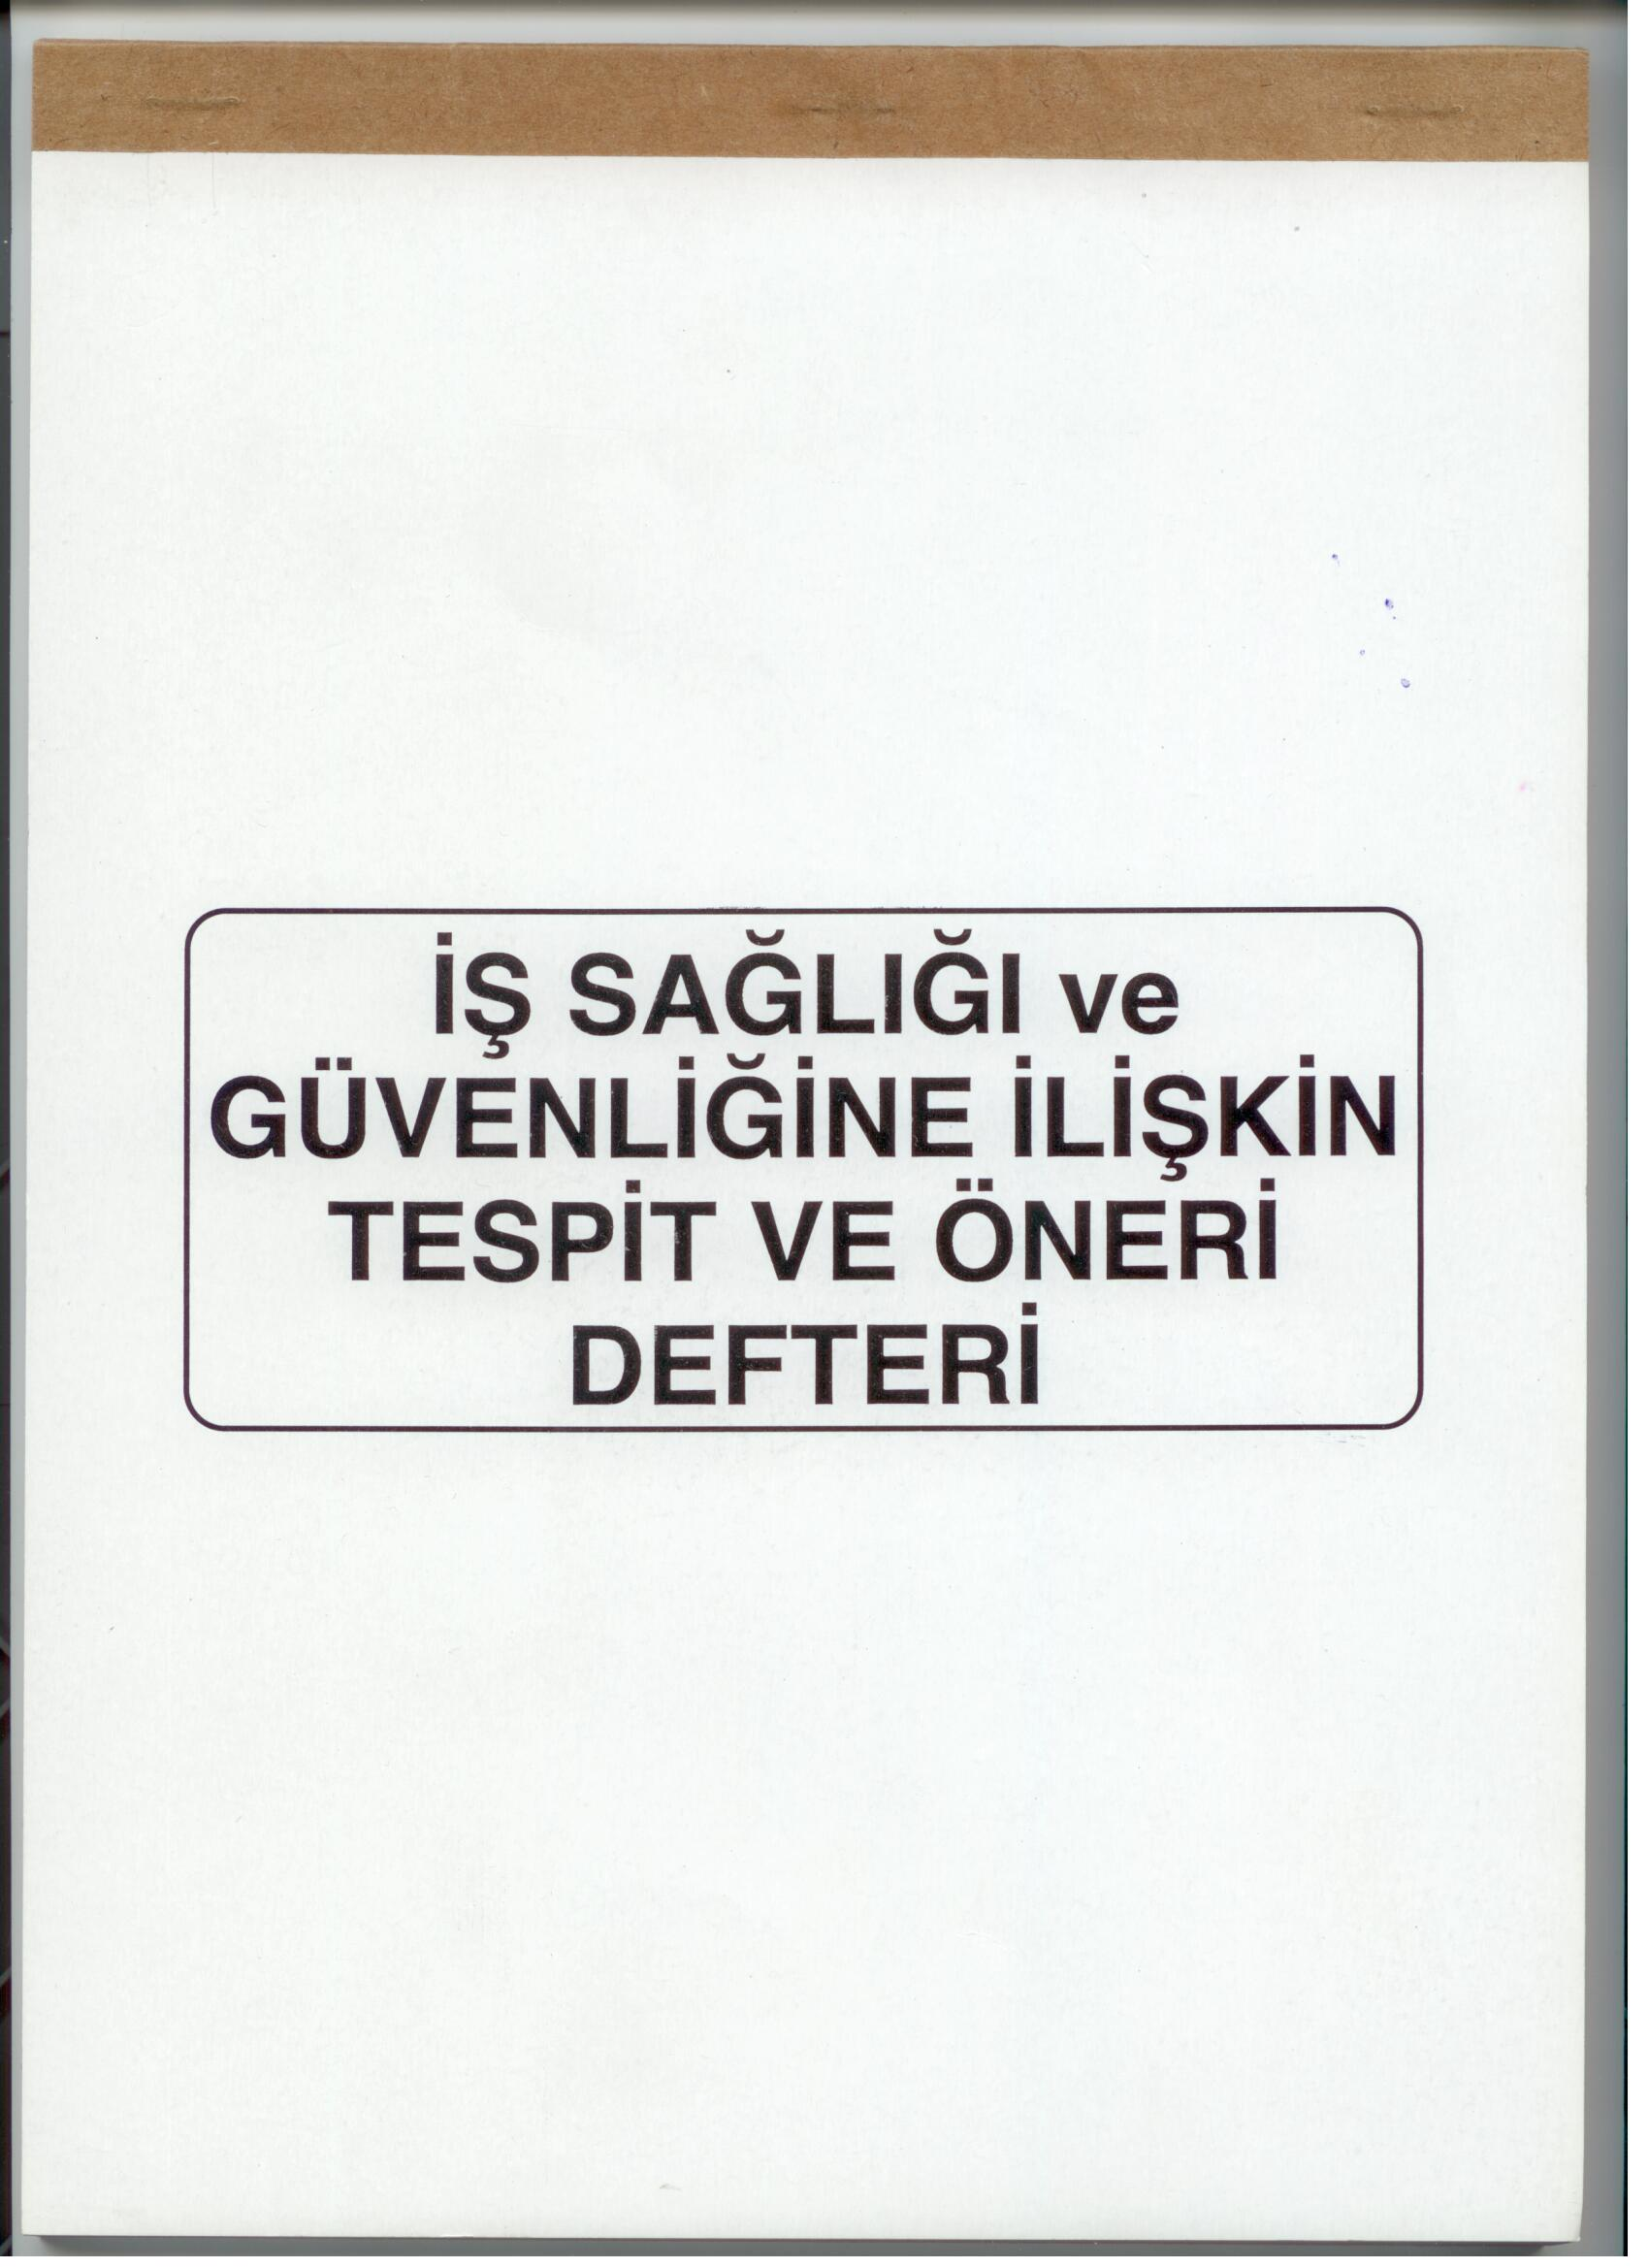 İŞ SAĞLIĞI ve
GÜVENLİĞİNE İLİŞKİN
TESPİT VE ÖNERİ
DEFTERİ